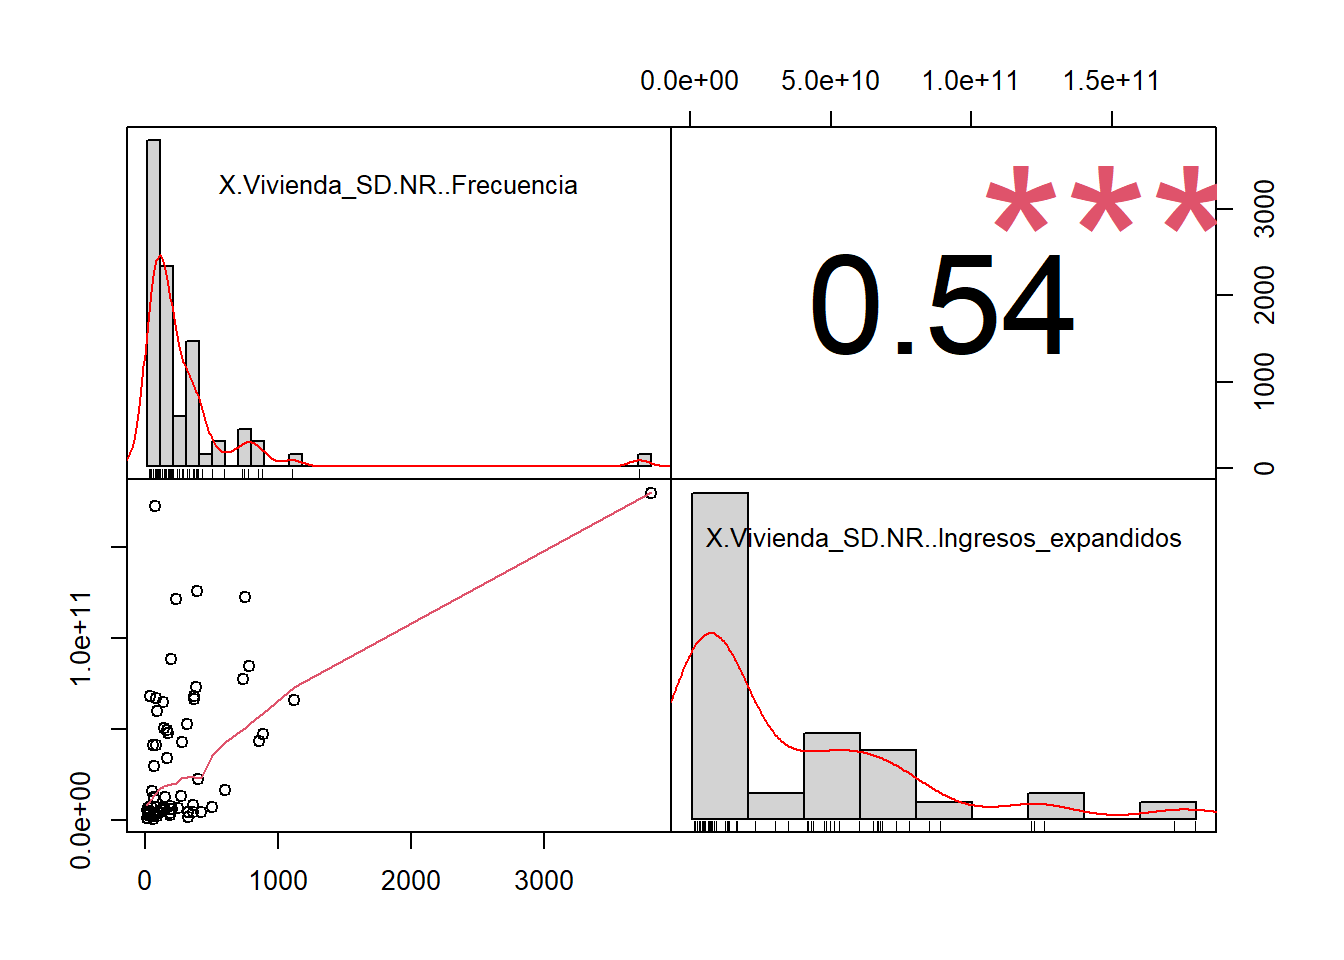 0.0e+00 5.0e+10 1.0e+11 1.5e+11
X.Vivienda_SD.NR..Frecuencia
***
0.54
3000
2000
1000
0
X.Vivienda_SD.NR..Ingresos_expandidos
1.0e+11
0.0e+00
0 1000 2000 3000